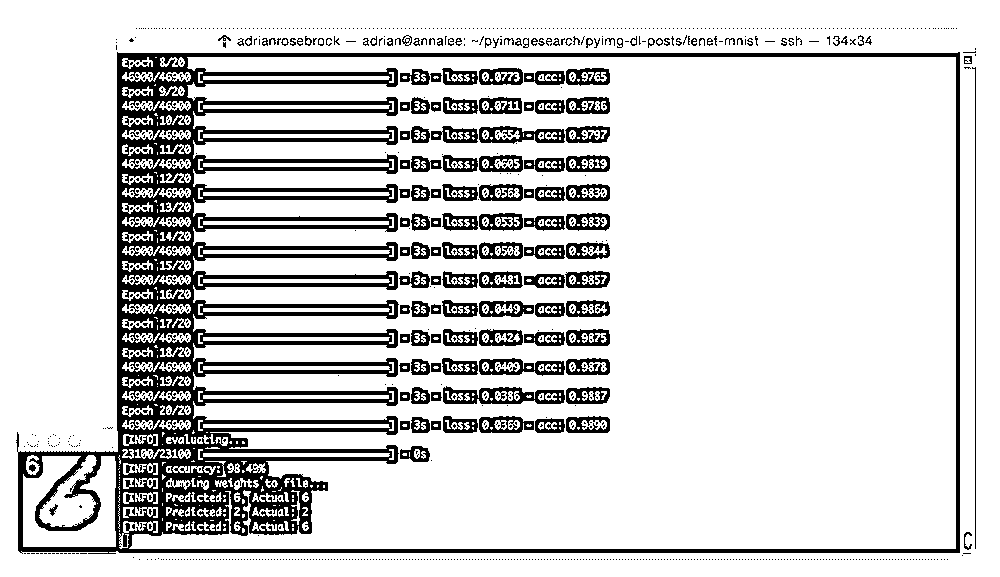 adrianrosebrock — adrian@annalee: ~/pyimagesearch/pyimg-dl-posts/lenet-mnist — ssh — 134×34
Epoch 8/20
46900/46900 [==============================] - 3s - loss: 0.0773 - acc: 0.9765
Epoch 9/20
46900/46900 [==============================] - 3s - loss: 0.0711 - acc: 0.9786
Epoch 10/20
46900/46900 [==============================] - 3s - loss: 0.0654 - acc: 0.9797
Epoch 11/20
46900/46900 [==============================] - 3s - loss: 0.0605 - acc: 0.9819
Epoch 12/20
46900/46900 [==============================] - 3s - loss: 0.0568 - acc: 0.9830
Epoch 13/20
46900/46900 [==============================] - 3s - loss: 0.0535 - acc: 0.9839
Epoch 14/20
46900/46900 [==============================] - 3s - loss: 0.0508 - acc: 0.9844
Epoch 15/20
46900/46900 [==============================] - 3s - loss: 0.0481 - acc: 0.9857
Epoch 16/20
46900/46900 [==============================] - 3s - loss: 0.0449 - acc: 0.9864
Epoch 17/20
46900/46900 [==============================] - 3s - loss: 0.0424 - acc: 0.9875
Epoch 18/20
46900/46900 [==============================] - 3s - loss: 0.0409 - acc: 0.9878
Epoch 19/20
46900/46900 [==============================] - 3s - loss: 0.0386 - acc: 0.9887
Epoch 20/20
46900/46900 [==============================] - 3s - loss: 0.0369 - acc: 0.9890
[INFO] evaluating...
23100/23100 [==============================] - 0s
[INFO] accuracy: 98.49%
[INFO] dumping weights to file...
[INFO] Predicted: 6, Actual: 6
[INFO] Predicted: 2, Actual: 2
[INFO] Predicted: 6, Actual: 6
6
6